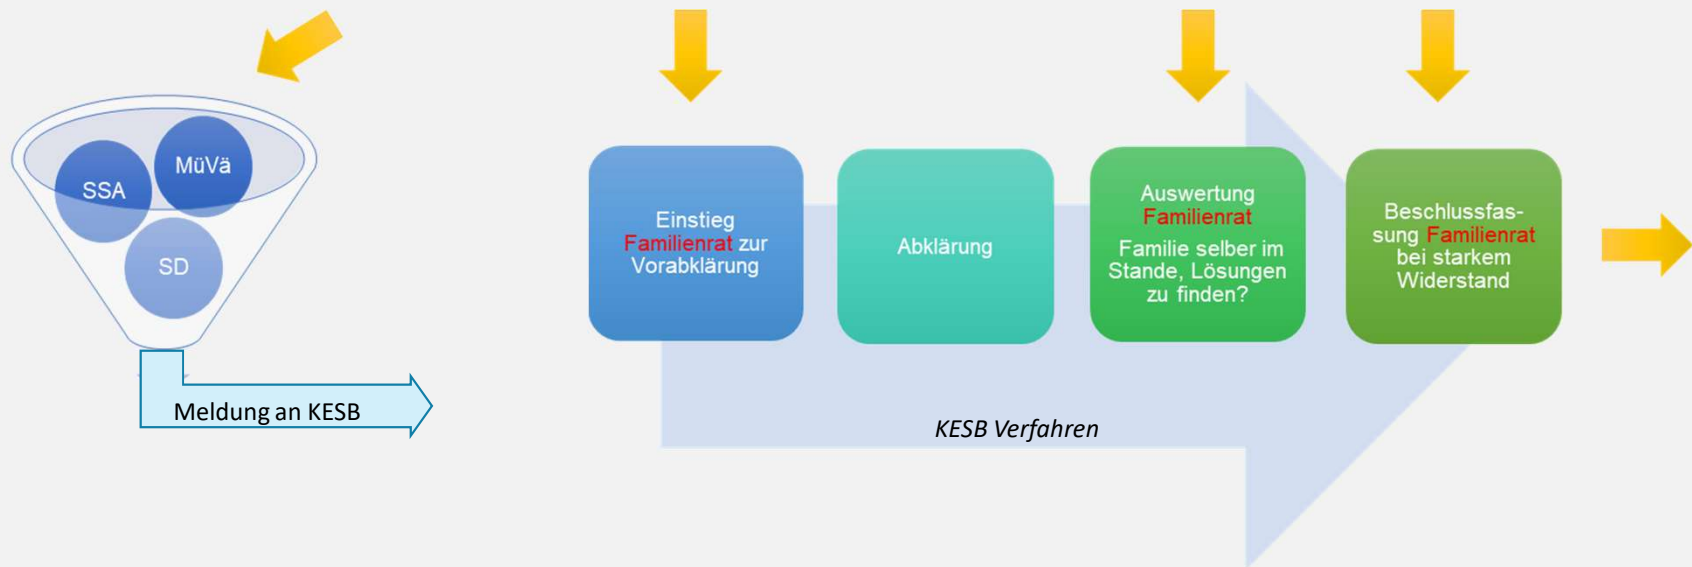 SSA
MüVä
SD
Meldung an KESB
Einstieg
Familienrat zur
Vorabklärung
Abklärung
Auswertung
Familienrat
Familie selber im
Stande, Lösungen
zu finden?
Beschlussfas-
sung Familienrat
bei starkem
Widerstand
KESB Verfahren